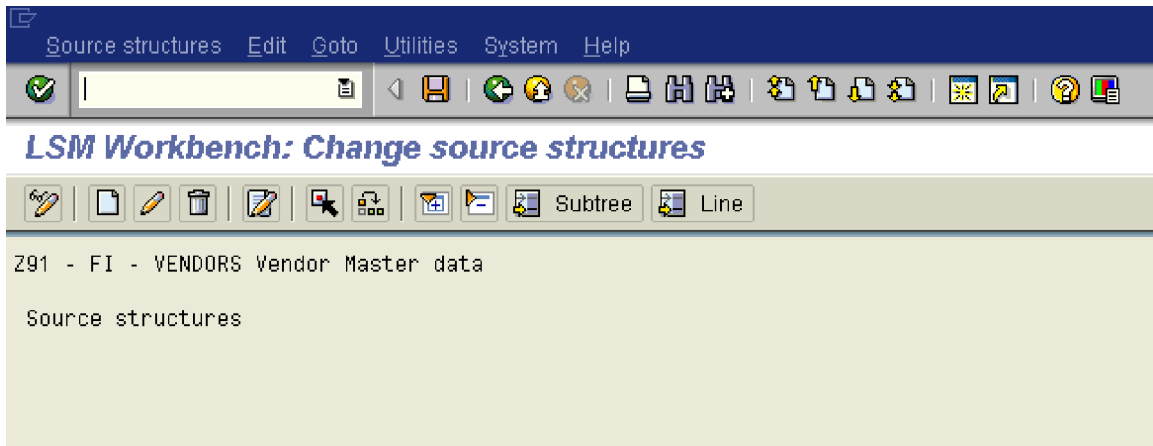 Source structures Edit Goto Utilities System Help
LSM Workbench: Change source structures
Subtree Line
Z91 - FI - VENDORS Vendor Master data
Source structures